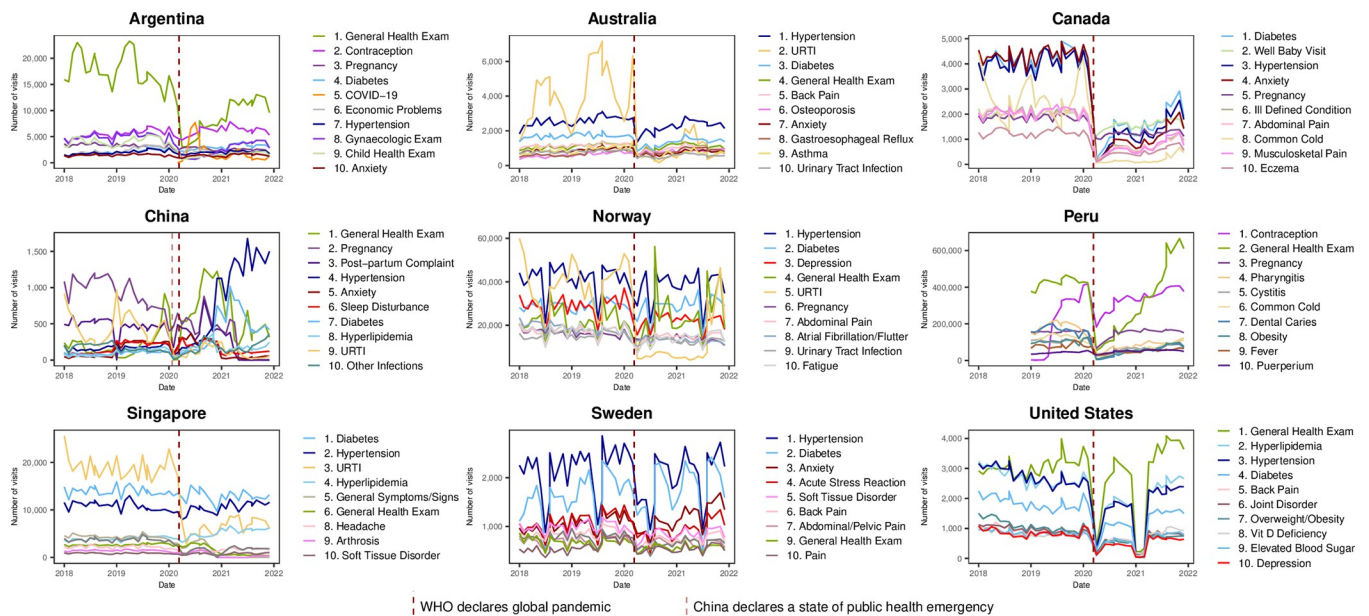 Argentina
Number of visits
20,000
15,000
10,000
5,000
0
2018 2019 2020 2021 2022
Date
1. General Health Exam
2. Contraception
3. Pregnancy
4. Diabetes
5. COVID−19
6. Economic Problems
7. Hypertension
8. Gynaecologic Exam
9. Child Health Exam
10. Anxiety
Australia
Number of visits
6,000
4,000
2,000
0
2018 2019 2020 2021 2022
Date
1. Hypertension
2. URTI
3. Diabetes
4. General Health Exam
5. Back Pain
6. Osteoporosis
7. Anxiety
8. Gastroesophageal Reflux
9. Asthma
10. Urinary Tract Infection
Canada
Number of visits
5,000
4,000
3,000
2,000
1,000
0
2018 2019 2020 2021 2022
Date
1. Diabetes
2. Well Baby Visit
3. Hypertension
4. Anxiety
5. Pregnancy
6. Ill Defined Condition
7. Abdominal Pain
8. Common Cold
9. Musculosketal Pain
10. Eczema
China
Number of visits
1,500
1,000
500
0
2018 2019 2020 2021 2022
Date
1. General Health Exam
2. Pregnancy
3. Post−partum Complaint
4. Hypertension
5. Anxiety
6. Sleep Disturbance
7. Diabetes
8. Hyperlipidemia
9. URTI
10. Other Infections
Norway
Number of visits
60,000
40,000
20,000
2018 2019 2020 2021 2022
Date
1. Hypertension
2. Diabetes
3. Depression
4. General Health Exam
5. URTI
6. Pregnancy
7. Abdominal Pain
8. Atrial Fibrillation/Flutter
9. Urinary Tract Infection
10. Fatigue
Peru
Number of visits
600,000
400,000
200,000
0
2018 2019 2020 2021 2022
Date
1. Contraception
2. General Health Exam
3. Pregnancy
4. Pharyngitis
5. Cystitis
6. Common Cold
7. Dental Caries
8. Obesity
9. Fever
10. Puerperium
Singapore
Number of visits
20,000
10,000
0
2018 2019 2020 2021 2022
Date
1. Diabetes
2. Hypertension
3. URTI
4. Hyperlipidemia
5. General Symptoms/Signs
6. General Health Exam
8. Headache
9. Arthrosis
10. Soft Tissue Disorder
Sweden
Number of visits
2,000
1,000
2018 2019 2020 2021 2022
Date
1. Hypertension
2. Diabetes
3. Anxiety
4. Acute Stress Reaction
5. Soft Tissue Disorder
6. Back Pain
7. Abdominal/Pelvic Pain
9. General Health Exam
10. Pain
United States
Number of visits
4,000
3,000
2,000
1,000
0
2018 2019 2020 2021 2022
Date
1. General Health Exam
2. Hyperlipidemia
3. Hypertension
4. Diabetes
5. Back Pain
6. Joint Disorder
7. Overweight/Obesity
8. Vit D Deficiency
9. Elevated Blood Sugar
10. Depression
WHO declares global pandemic
China declares a state of public health emergency